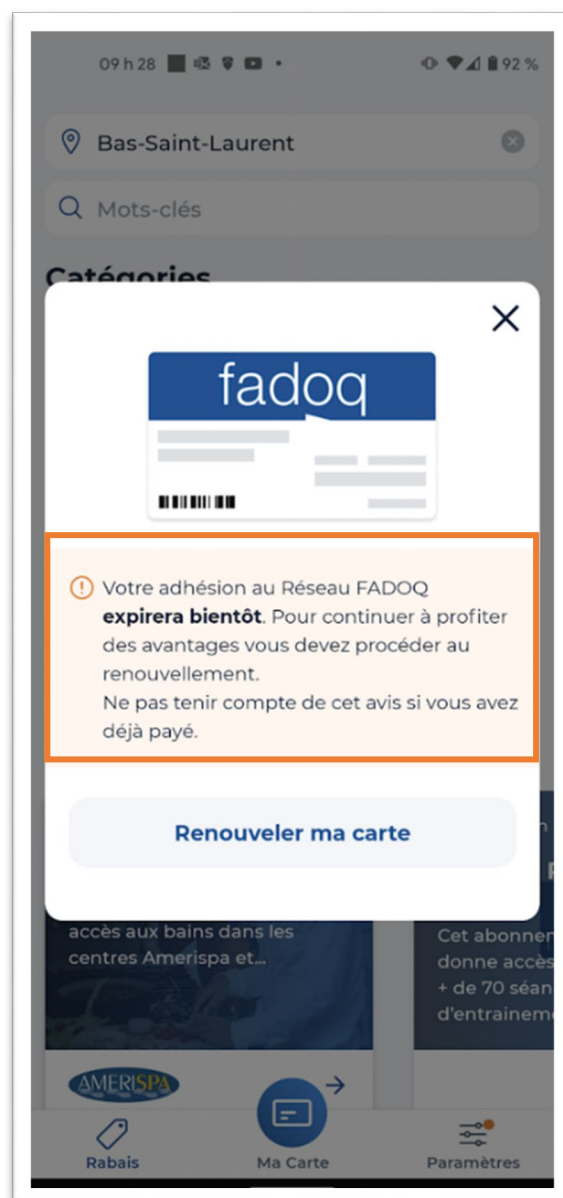 09 h 28
92 %
Bas-Saint-Laurent
Mots-clés
Catégories
fadoq
Votre adhésion au Réseau FADOQ
expirera bientôt. Pour continuer à profiter
des avantages vous devez procéder au
renouvellement.
Ne pas tenir compte de cet avis si vous avez
déjà payé.
Renouveler ma carte
accès aux bains dans les
centres Amerispa et...
Cet abonnem
donne accès
+ de 70 séan
d'entraineme
AMERISPA
Rabais
Ma Carte
Paramètres